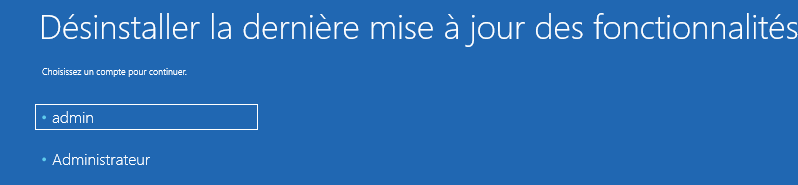 Désinstaller la dernière mise à jour des fonctionnalités
Choisissez un compte pour continuer.
admin
Administrateur